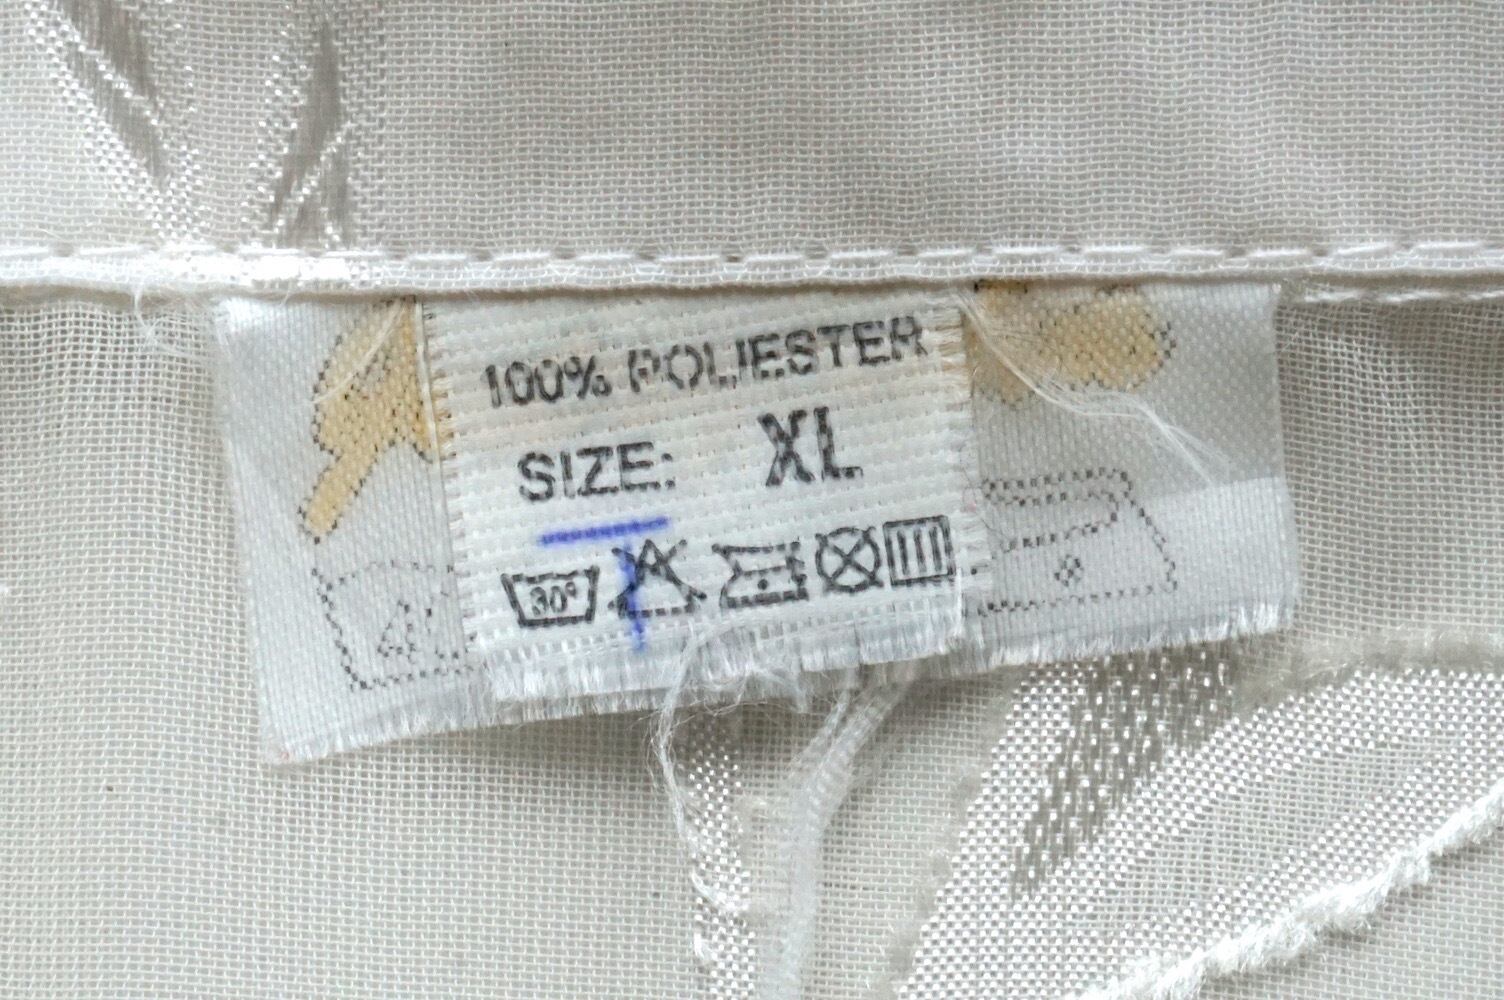 100% POLIESTER
SIZE: XL
30°